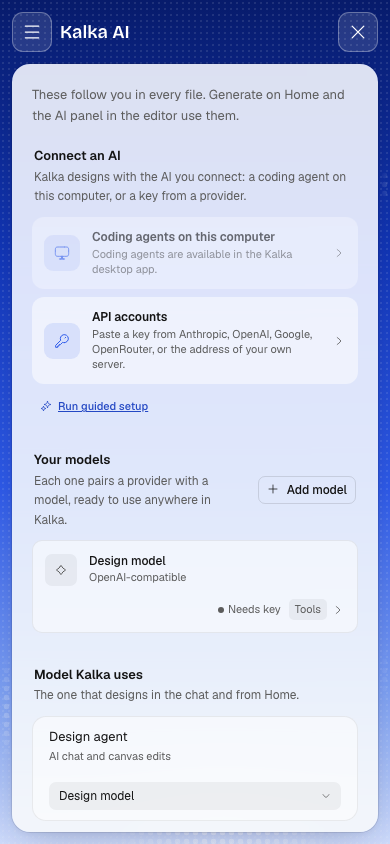 Kalka AI
These follow you in every file. Generate on Home and
the AI panel in the editor use them.
Connect an AI
Kalka designs with the AI you connect: a coding agent on
this computer, or a key from a provider.
Coding agents on this computer
Coding agents are available in the Kalka
desktop app.
API accounts
Paste a key from Anthropic, OpenAI, Google,
OpenRouter, or the address of your own
server.
Run guided setup
Your models
Each one pairs a provider with a
model, ready to use anywhere in
Kalka.
Add model
Design model
OpenAI-compatible
Needs key
Tools
Model Kalka uses
The one that designs in the chat and from Home.
Design agent
AI chat and canvas edits
Design model